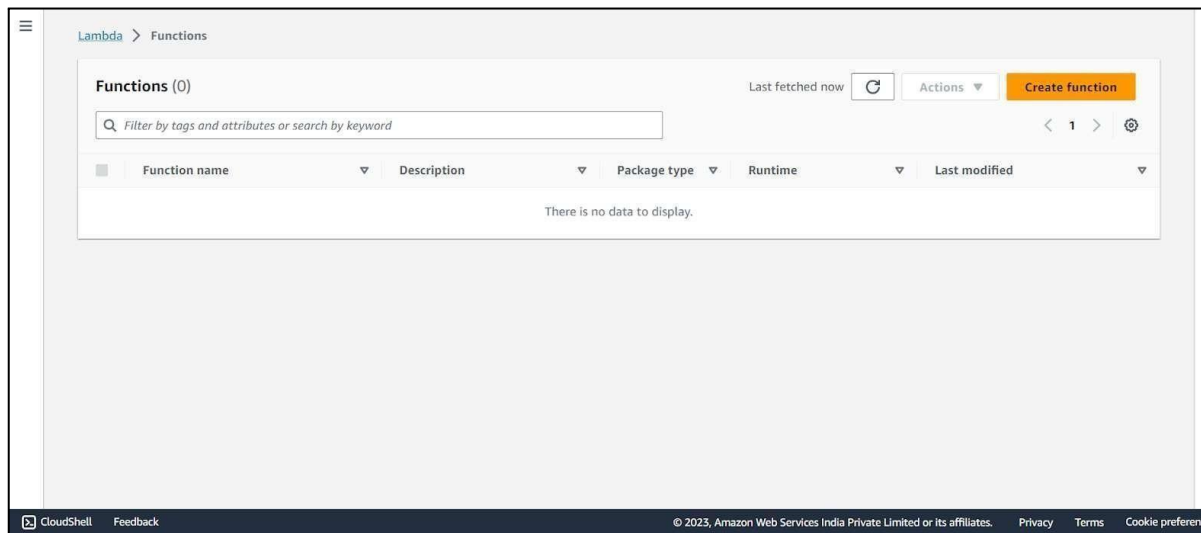 Lambda > Functions
Functions (0) Last fetched now Actions Create function
Filter by tags and attributes or search by keyword < 1 >
Function name Description Package type Runtime Last modified
There is no data to display.
CloudShell Feedback © 2023, Amazon Web Services India Private Limited or its affiliates. Privacy Terms Cookie preferen